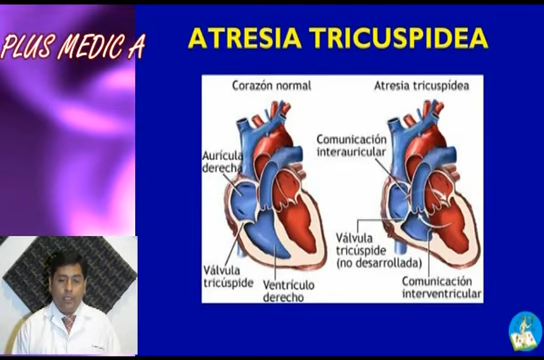 PLUS MEDIC A
ATRESIA TRICUSPIDEA
Corazón normal
Atresia tricuspídea
Aurícula
derecha
Válvula
tricúspide
Ventrículo
derecho
Comunicación
interauricular
Válvula
tricúspide
(no desarrollada)
Comunicación
interventricular